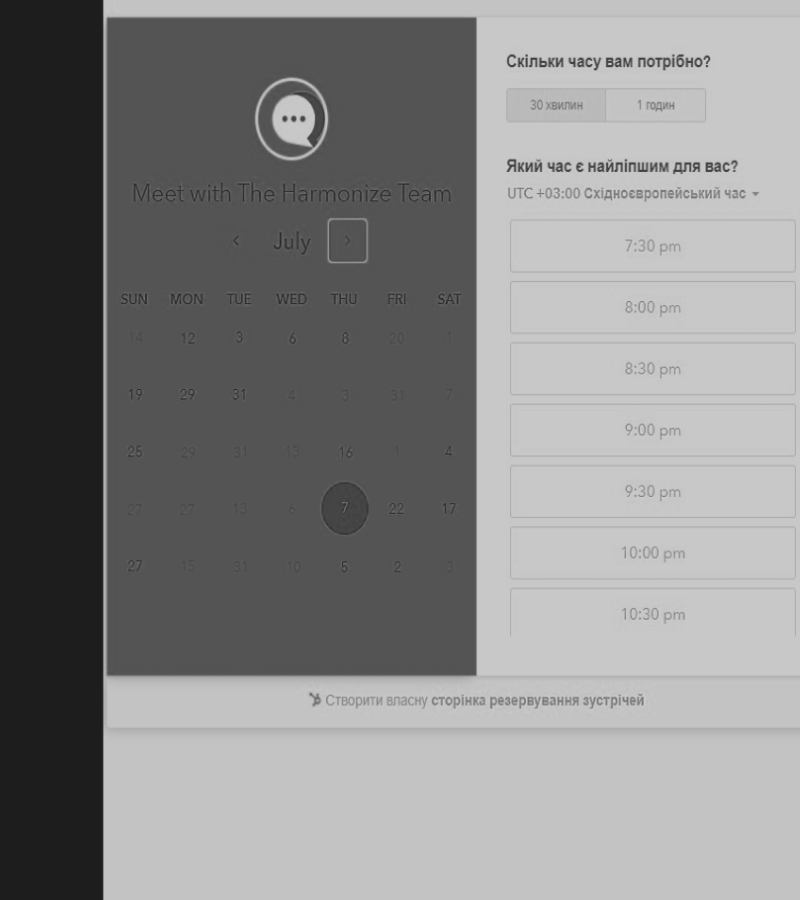 Meet with The Harmonize Team
July
SUN MON TUE WED THU FRI SAT
14 12 3 6 8 20 1
19 29 31 4 3 31 7
25 29 31 13 16 1 4
27 27 13 6 7 22 17
27 15 31 10 5 2 3
Скільки часу вам потрібно?
30 хвилин 1 годин
Який час є найліпшим для вас?
UTC +03:00 Східноєвропейський час
7:30 pm
8:00 pm
8:30 pm
9:00 pm
9:30 pm
10:00 pm
10:30 pm
Створити власну сторінка резервування зустрічей